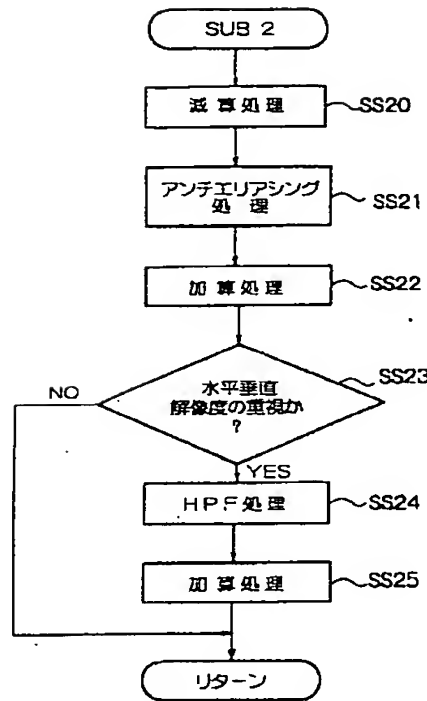 SUB 2
減算処理
SS20
アンチエリアシング
処理
SS21
加算処理
SS22
水平垂直
解像度の重視か
?
SS23
NO
YES
HPF処理
SS24
加算処理
SS25
リターン